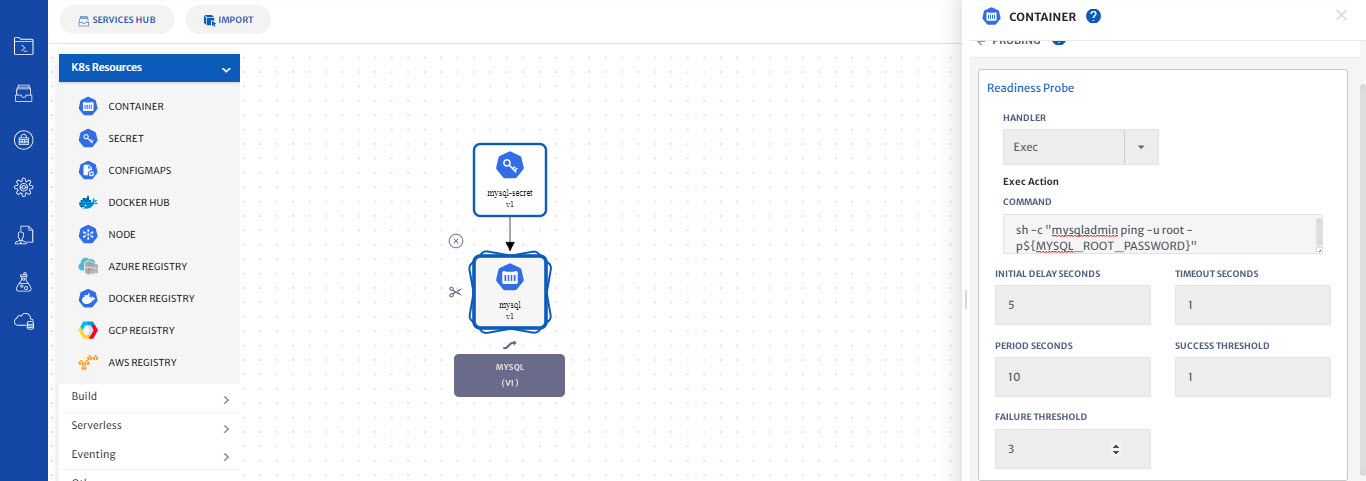 SERVICES HUB
IMPORT
K8s Resources
CONTAINER
SECRET
CONFIGMAPS
DOCKER HUB
NODE
AZURE REGISTRY
DOCKER REGISTRY
GCP REGISTRY
AWS REGISTRY
Build
Serverless
Eventing
mysql-secret
v1
mysql
v1
MYSQL
(V1)
CONTAINER ?
PROBING
Readiness Probe
HANDLER
Exec
Exec Action
COMMAND
sh -c "mysqladmin ping -u root -
p${MYSQL_ROOT_PASSWORD}"
INITIAL DELAY SECONDS
TIMEOUT SECONDS
5
1
PERIOD SECONDS
SUCCESS THRESHOLD
10
1
FAILURE THRESHOLD
3